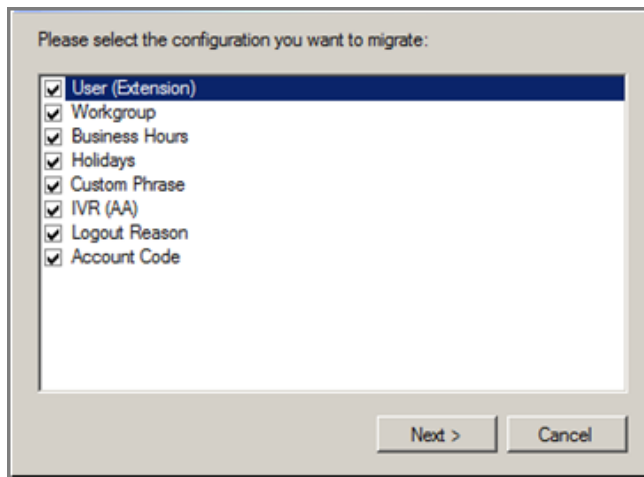 Please select the configuration you want to migrate:
User (Extension)
Workgroup
Business Hours
Holidays
Custom Phrase
IVR (AA)
Logout Reason
Account Code
Next >
Cancel